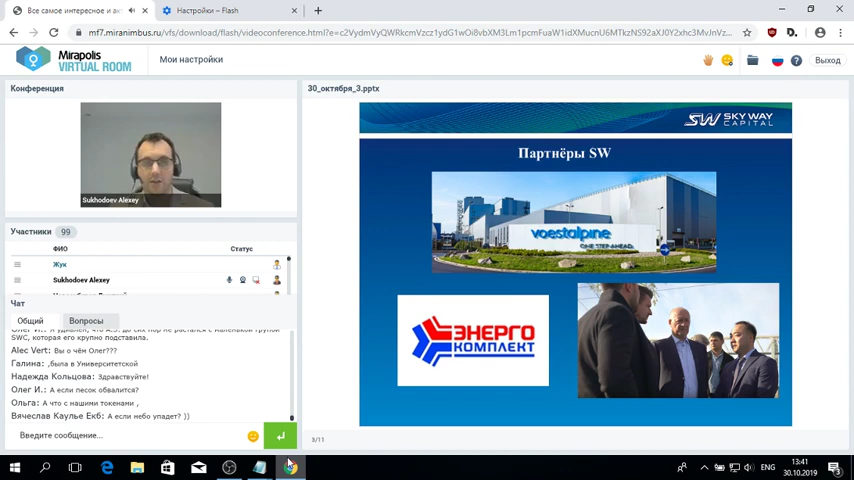 Все самое интересное и акт
Настройки – Flash
mf7.miranimbus.ru/vfs/download/flash/videoconference.html?
Mirapolis
VIRTUAL ROOM
Мои настройки
Выход
Конференция
Sukhodoev Alexey
Участники 99
ФИО Статус
Жук
Sukhodoev Alexey
Чат
Общий Вопросы
SWC, которая его крупно подставила.
Alec Vert: Вы о чём Олег???
Галина: ,была в Университетской
Надежда Кольцова: Здравствуйте!
Олег И.: А если песок обвалится?
Ольга: А что с нашими токенами ,
Вячеслав Каулье Екб: А если небо упадет? ))
Введите сообщение...
30_октября_3.pptx
SW SKY WAY
CAPITAL
Партнёры SW
voestalpine
ONE STEP AHEAD.
ЭНЕРГО
КОМПЛЕКТ
3/11
ENG
13:41
30.10.2019
3